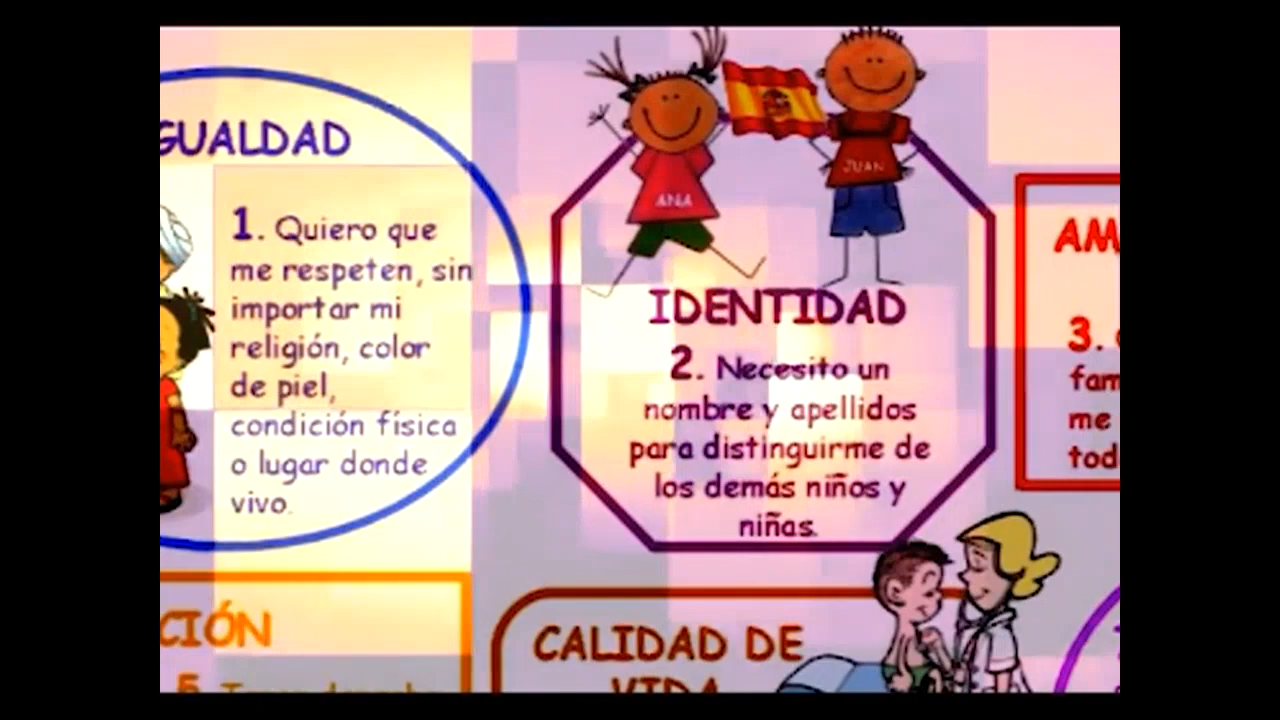 GUALDAD
1. Quiero que
me respeten, sin
importar mi
religión, color
de piel,
condición física
o lugar donde
vivo.
ANA
JUAN
IDENTIDAD
2. Necesito un
nombre y apellidos
para distinguirme de
los demás niños y
niñas.
AM
3.
fam
me
tod
CIÓN
5.
CALIDAD DE
VIDA